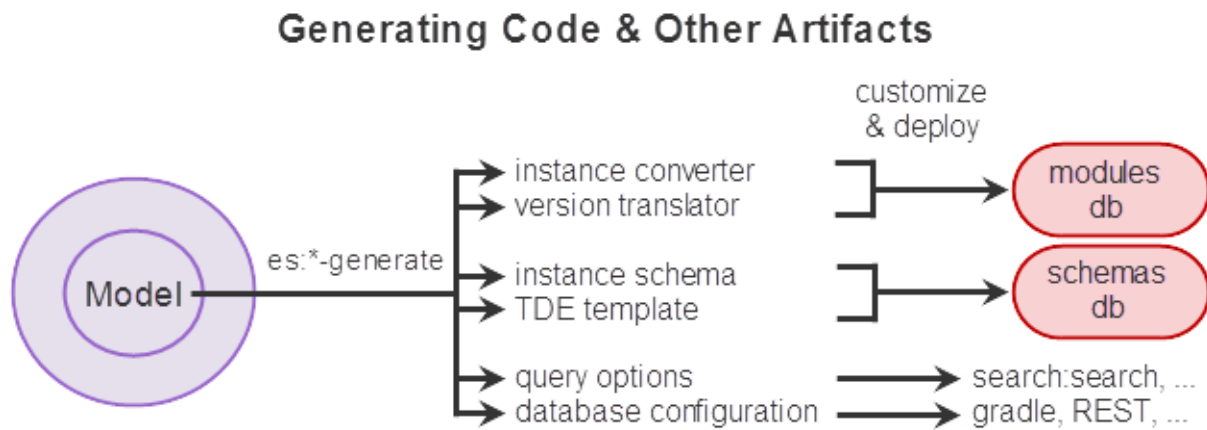 Generating Code & Other Artifacts
customize
& deploy
instance converter
version translator
modules
db
es:*-generate
Model
instance schema
TDE template
schemas
db
query options
search:search, ...
database configuration
gradle, REST, ...